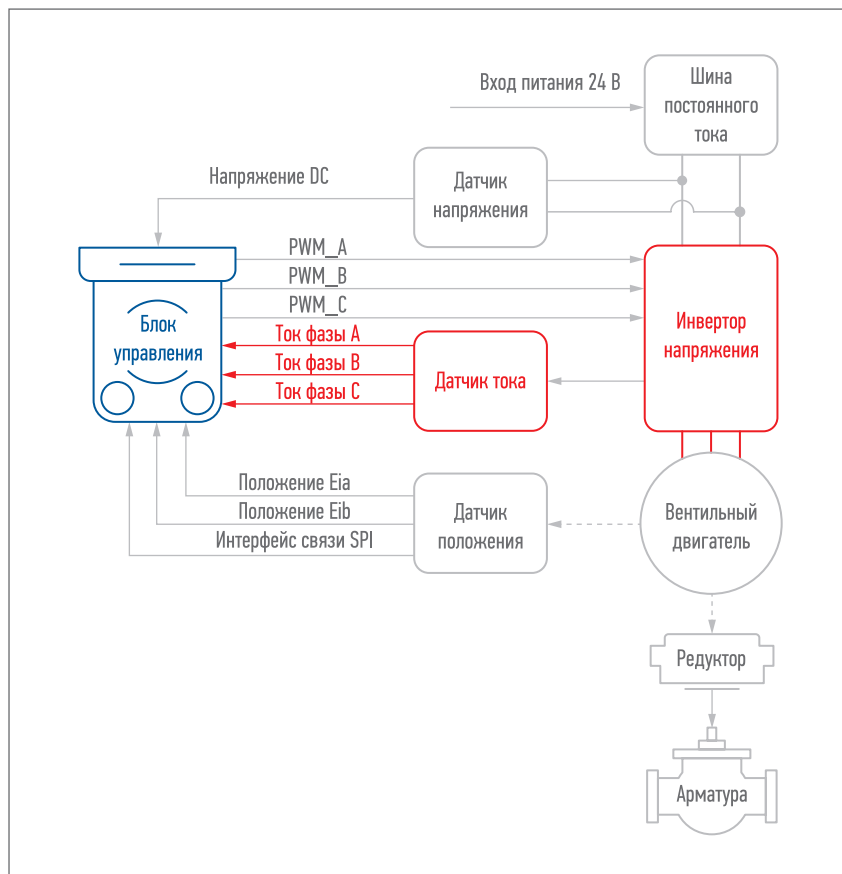 Вход питания 24 В
Шина
постоянного
тока
Напряжение DC
Датчик
напряжения
PWM_A
PWM_B
PWM_C
Блок
управления
Ток фазы A
Ток фазы B
Ток фазы C
Датчик тока
Инвертор
напряжения
Положение Eia
Положение Eib
Интерфейс связи SPI
Датчик
положения
Вентильный
двигатель
Редуктор
Арматура